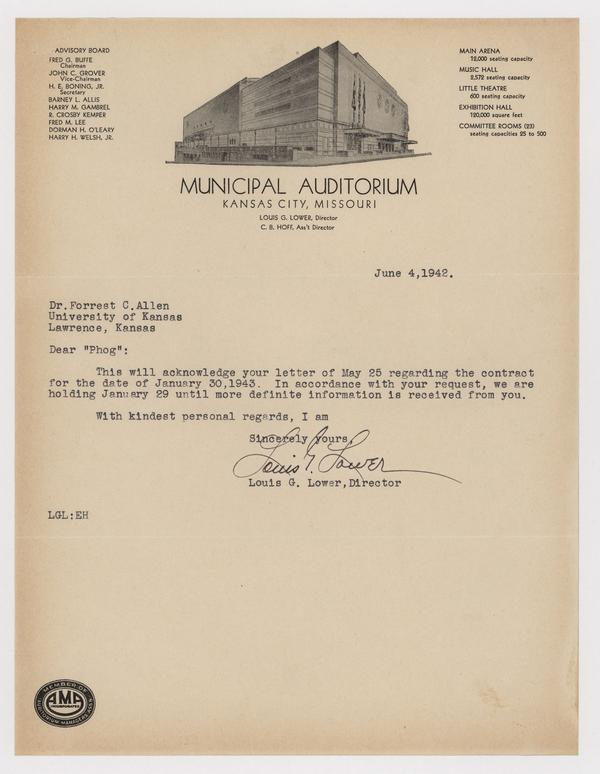 ADVISORY BOARD
FRED G. BUFFE
Chairman
JOHN C. GROVER
Vice-Chairman
H. E. BONING, JR.
Secretary
BARNEY L. ALLIS
HARRY M. GAMBREL
R. CROSBY KEMPER
FRED M. LEE
DORMAN H. O'LEARY
HARRY H. WELSH, JR.
MAIN ARENA
12,000 seating capacity
MUSIC HALL
2,572 seating capacity
LITTLE THEATRE
600 seating capacity
EXHIBITION HALL
120,000 square feet
COMMITTEE ROOMS (23)
seating capacities 25 to 500
MUNICIPAL AUDITORIUM
KANSAS CITY, MISSOURI
LOUIS G. LOWER, Director
C. B. HOFF, Ass't Director
June 4,1942.
Dr.Forrest C.Allen
University of Kansas
Lawrence, Kansas
Dear "Phog":
This will acknowledge your letter of May 25 regarding the contract
for the date of January 30,1943. In accordance with your request, we are
holding January 29 until more definite information is received from you.
With kindest personal regards, I am
Sincerely yours,
Louis G. Lower
Louis G. Lower,Director
LGL:EH
MEMBER OF
AMA
INCORPORATED
AUDITORIUM MANAGERS ASS'N